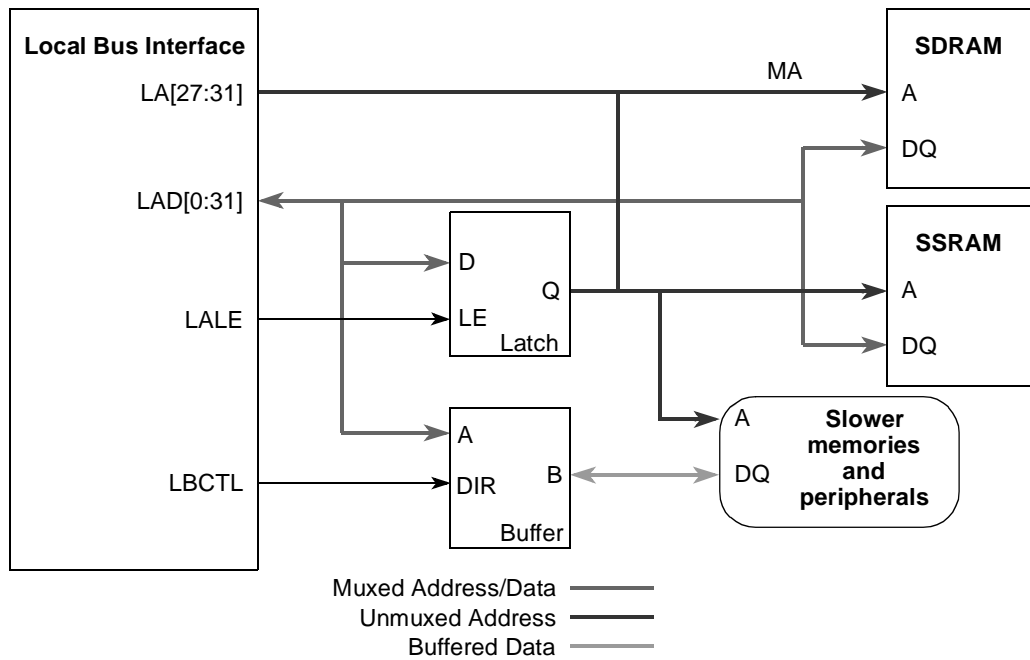 Local Bus Interface
SDRAM
MA
LA[27:31]
A
DQ
LAD[0:31]
SSRAM
D
Q
A
LALE
LE
Latch
DQ
A
A
Slower
memories
and
peripherals
B
DQ
LBCTL
DIR
Buffer
Muxed Address/Data
Unmuxed Address
Buffered Data